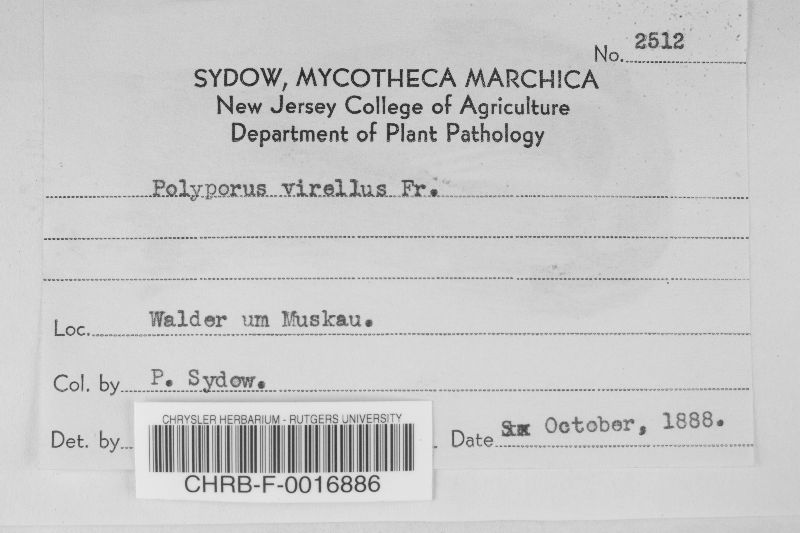 No. 2512
SYDOW, MYCOTHECA MARCHICA
New Jersey College of Agriculture
Department of Plant Pathology
Polyporus virellus Fr.
Loc. Walder um Muskau.
Col. by P. Sydow.
Det. by
Date October, 1888.
CHRYSLER HERBARIUM - RUTGERS UNIVERSITY
CHRB-F-0016886